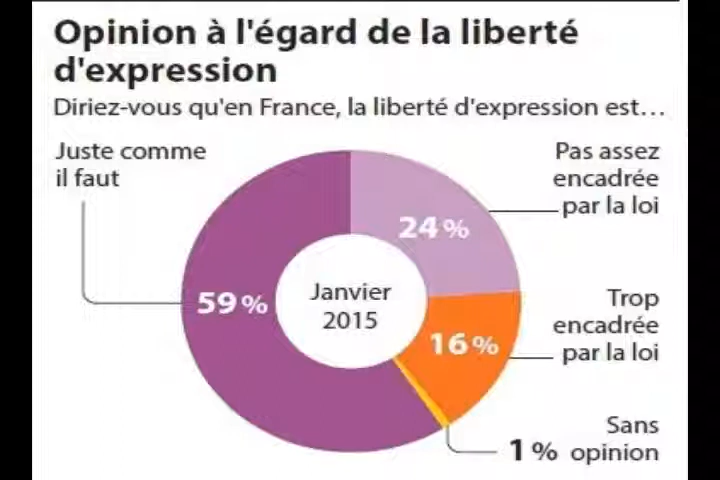 Opinion à l'égard de la liberté
d'expression
Diriez-vous qu'en France, la liberté d'expression est...
Juste comme
il faut
59 %
Janvier
2015
Pas assez
encadrée
par la loi
24 %
Trop
encadrée
par la loi
16 %
Sans
1 % opinion